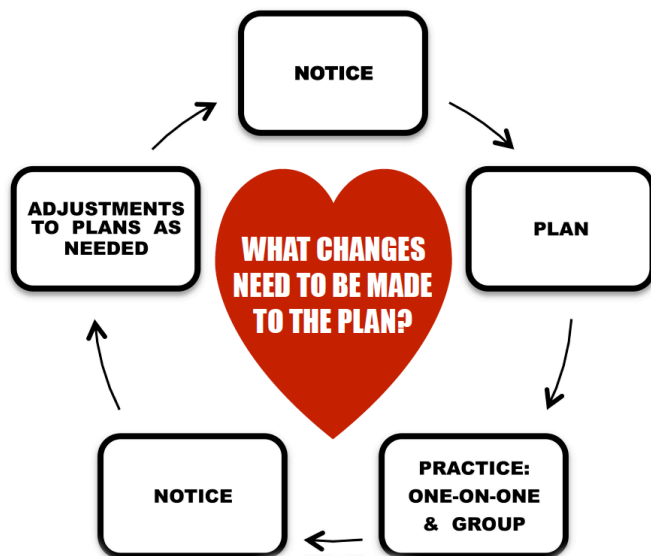 NOTICE
PLAN
PRACTICE:
ONE-ON-ONE
& GROUP
NOTICE
ADJUSTMENTS
TO PLANS AS
NEEDED
WHAT CHANGES
NEED TO BE MADE
TO THE PLAN?